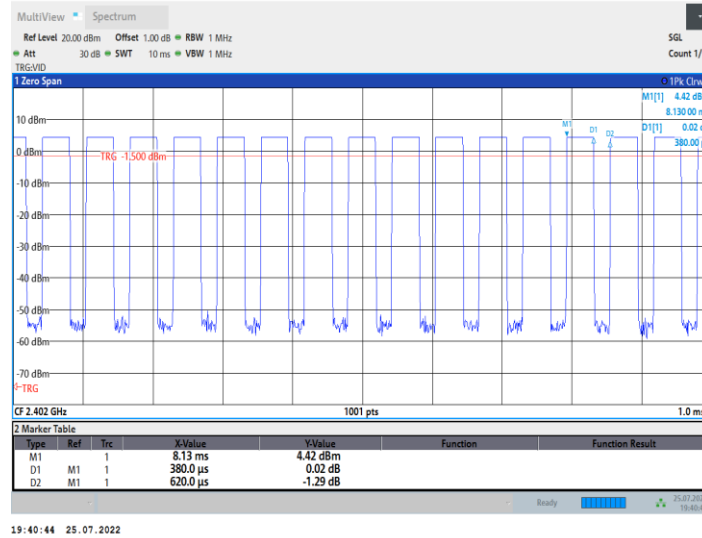 MultiView Spectrum
Ref Level 20.00 dBm Offset 1.00 dB RBW 1 MHz SGL
Att 30 dB SWT 10 ms VBW 1 MHz Count 1/
TRG:VID
1 Zero Span 1Pk Clrw
M1[1] 4.42 dB
8.130 00 m
D1[1] 0.02 d
380.00 µ
M1
D1 D2
10 dBm
0 dBm
TRG -1.500 dBm
-10 dBm
-20 dBm
-30 dBm
-40 dBm
-50 dBm
-60 dBm
-70 dBm
TRG
CF 2.402 GHz 1001 pts 1.0 ms
2 Marker Table
Type Ref Trc X-Value Y-Value Function Function Result
M1 1 8.13 ms 4.42 dBm
D1 M1 1 380.0 µs 0.02 dB
D2 M1 1 620.0 µs -1.29 dB
Ready 25.07.202
19:40:4
19:40:44 25.07.2022